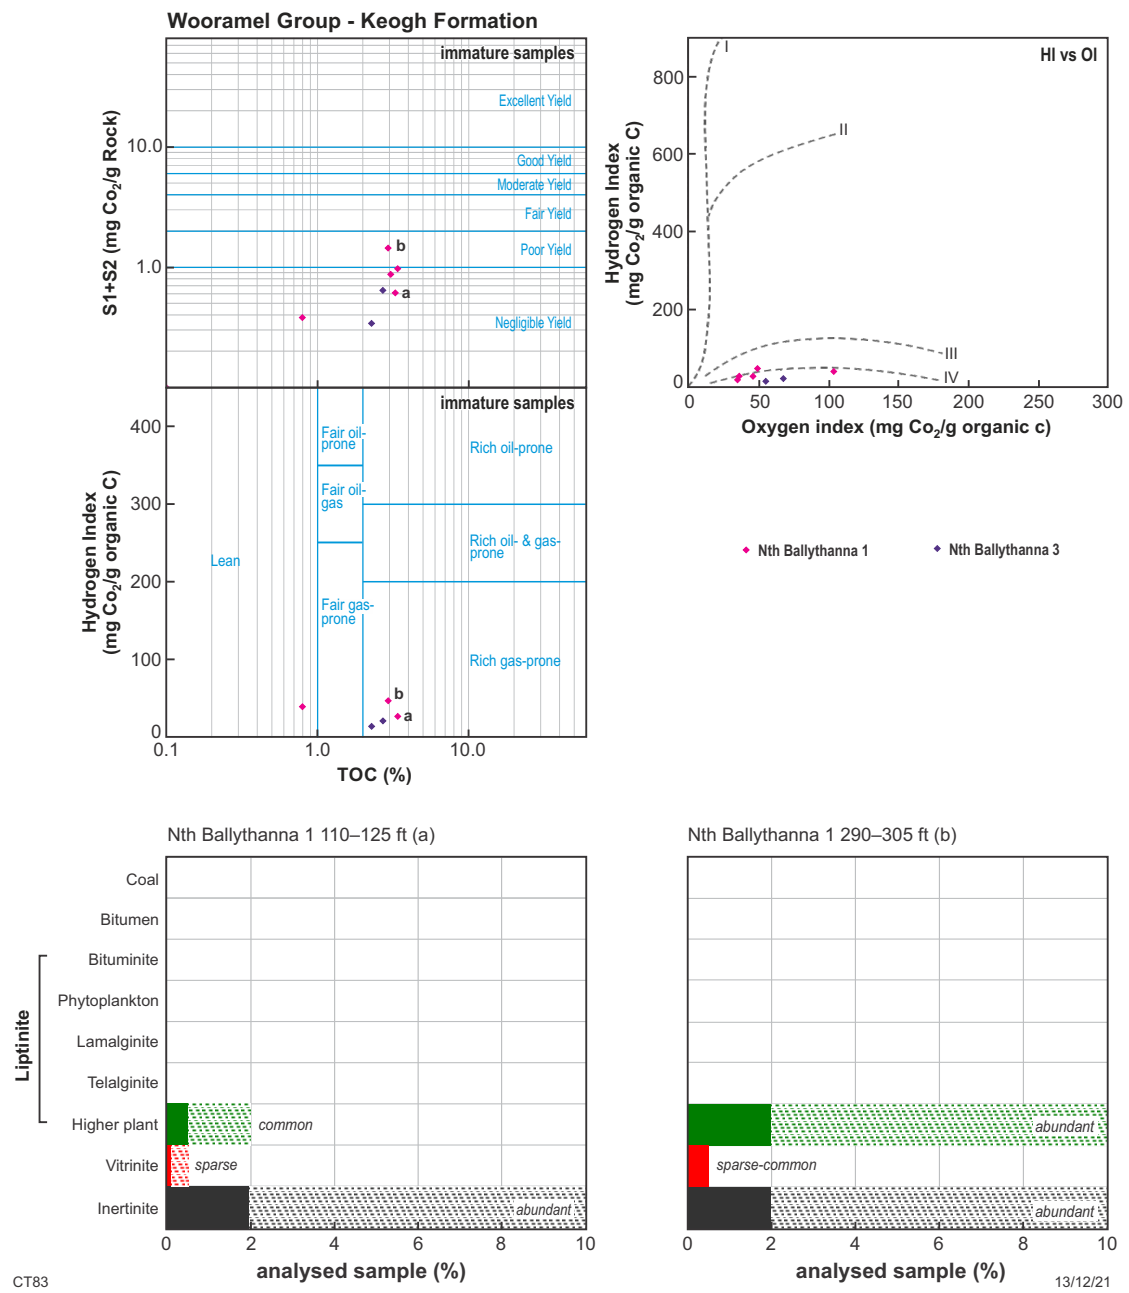 Wooramel Group - Keogh Formation
immature samples
Excellent Yield
Good Yield
Moderate Yield
Fair Yield
Poor Yield
Negligible Yield
10.0
1.0
b
a
S1+S2 (mg Co₂/g Rock)
immature samples
Fair oil-
prone
Fair oil-
gas
Fair gas-
prone
Lean
Rich oil-prone
Rich oil- & gas-
prone
Rich gas-prone
b
a
400
300
200
100
0
Hydrogen Index
(mg Co₂/g organic C)
0.1
1.0
10.0
TOC (%)
HI vs OI
I
II
III
IV
800
600
400
200
0
Hydrogen Index
(mg Co₂/g organic C)
0
50
100
150
200
250
300
Oxygen index (mg Co₂/g organic c)
Nth Ballythanna 1
Nth Ballythanna 3
Nth Ballythanna 1 110–125 ft (a)
Coal
Bitumen
Bituminite
Phytoplankton
Lamalginite
Telalginite
Higher plant
Vitrinite
Inertinite
Liptinite
common
sparse
abundant
0
2
4
6
8
10
analysed sample (%)
Nth Ballythanna 1 290–305 ft (b)
abundant
sparse-common
abundant
0
2
4
6
8
10
analysed sample (%)
CT83
13/12/21